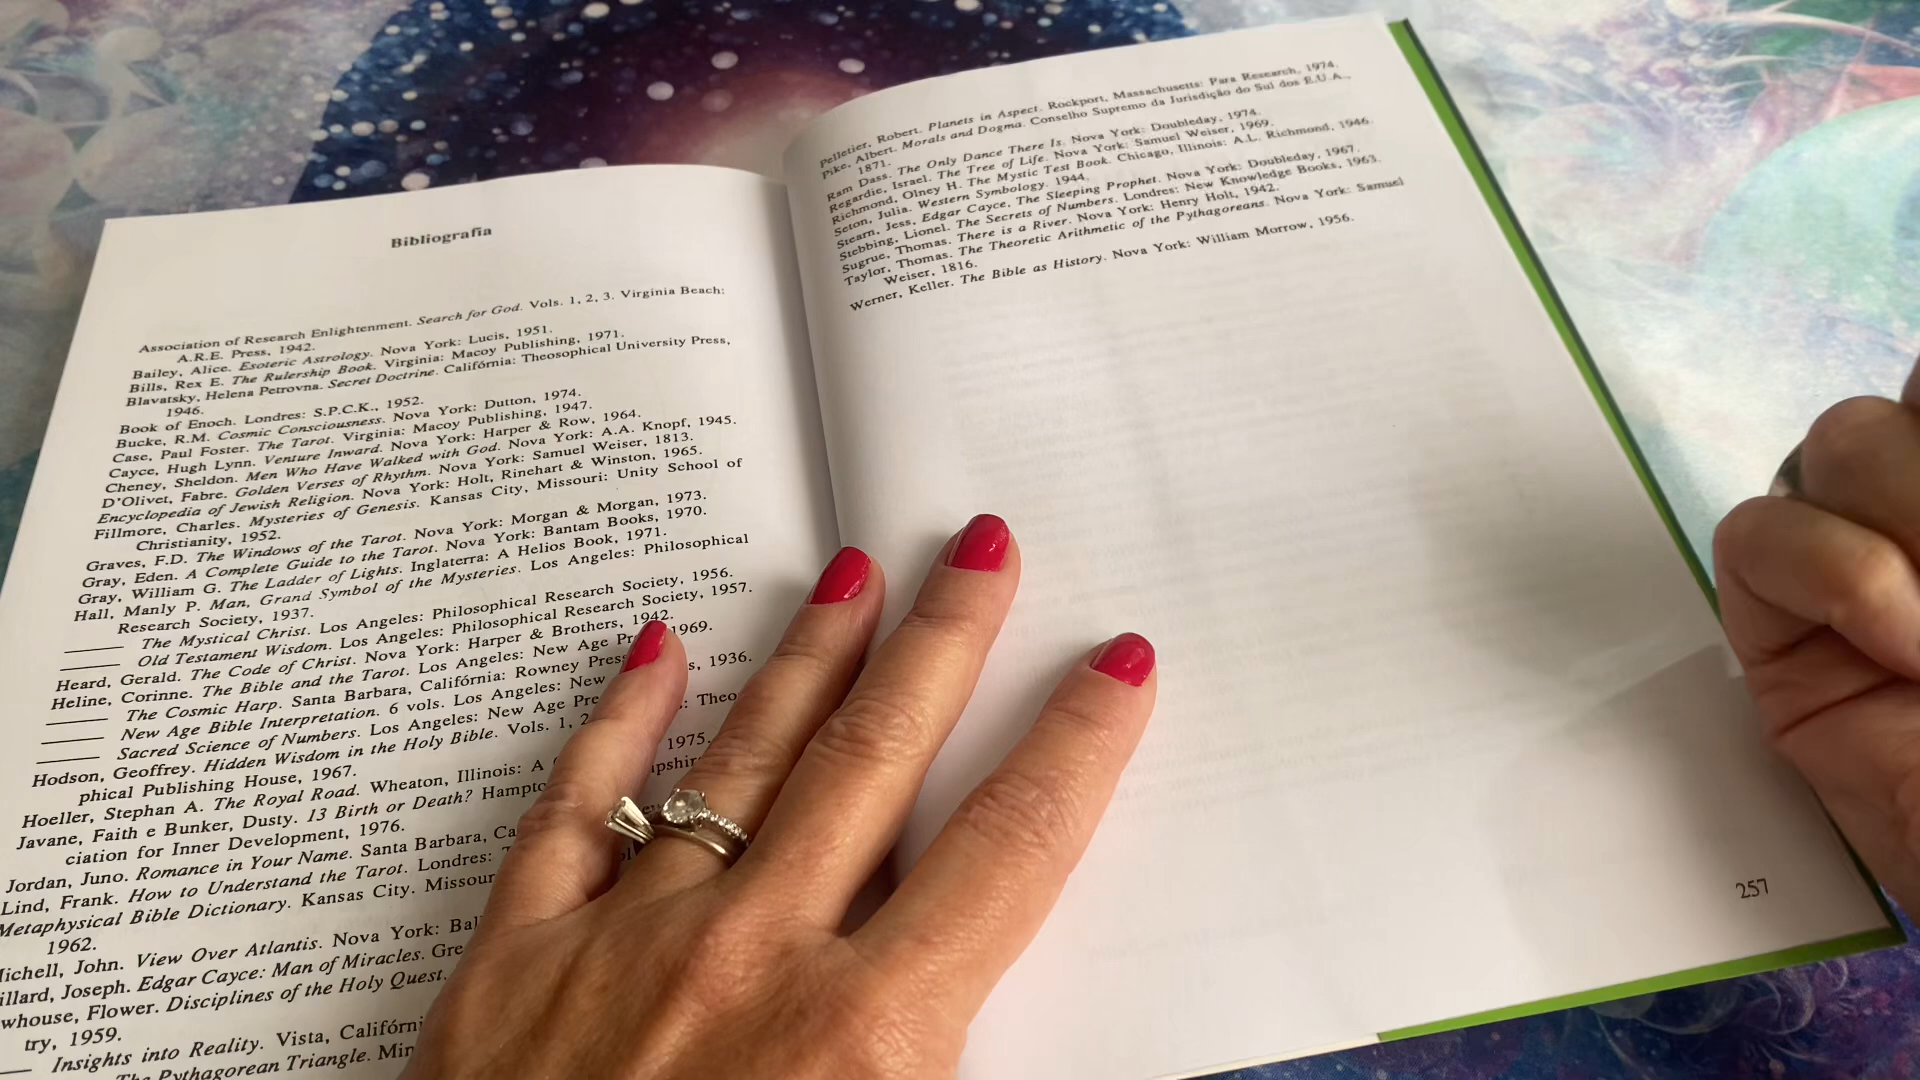 Bibliografia
Association of Research Enlightenment. Search for God. Vols. 1, 2, 3. Virginia Beach:
A.R.E. Press, 1942.
Bailey, Alice. Esoteric Astrology. Nova York: Lucis, 1951.
Bills, Rex E. The Rulership Book. Virginia: Macoy Publishing, 1971.
Blavatsky, Helena Petrovna. Secret Doctrine. Califórnia: Theosophical University Press,
1946.
Book of Enoch. Londres: S.P.C.K., 1952.
Bucke, R.M. Cosmic Consciousness. Nova York: Dutton, 1974.
Case, Paul Foster. The Tarot. Virginia: Macoy Publishing, 1947.
Cayce, Hugh Lynn. Venture Inward. Nova York: Harper & Row, 1964.
Cheney, Sheldon. Men Who Have Walked with God. Nova York: A.A. Knopf, 1945.
D'Olivet, Fabre. Golden Verses of Rhythm. Nova York: Samuel Weiser, 1813.
Encyclopedia of Jewish Religion. Nova York: Holt, Rinehart & Winston, 1965.
Fillmore, Charles. Mysteries of Genesis. Kansas City, Missouri: Unity School of
Christianity, 1952.
Graves, F.D. The Windows of the Tarot. Nova York: Morgan & Morgan, 1973.
Gray, Eden. A Complete Guide to the Tarot. Nova York: Bantam Books, 1970.
Gray, William G. The Ladder of Lights. Inglaterra: A Helios Book, 1971.
Hall, Manly P. Man, Grand Symbol of the Mysteries. Los Angeles: Philosophical
Research Society, 1937.
The Mystical Christ. Los Angeles: Philosophical Research Society, 1956.
Old Testament Wisdom. Los Angeles: Philosophical Research Society, 1957.
Heard, Gerald. The Code of Christ. Nova York: Harper & Brothers, 1942.
Heline, Corinne. The Bible and the Tarot. Los Angeles: New Age 1969.
The Cosmic Harp. Santa Barbara, Califórnia: Rowney Press
New Age Bible Interpretation. 6 vols. Los Angeles: New 1936.
Sacred Science of Numbers. Los Angeles: New Age
Hodson, Geoffrey. Hidden Wisdom in the Holy Bible. Vols. 1, Theo
phical Publishing House, 1967.
Hoeller, Stephan A. The Royal Road. Wheaton, Illinois: A 1975.
Javane, Faith e Bunker, Dusty. 13 Birth or Death?
ciation for Inner Development, 1976.
Jordan, Juno. Romance in Your Name. Santa Barbara,
Lind, Frank. How to Understand the Tarot. Londres:
Metaphysical Bible Dictionary. Kansas City. Missour
1962.
ichell, John. View Over Atlantis. Nova York:
illard, Joseph. Edgar Cayce: Man of Miracles.
whouse, Flower. Disciplines of the Holy Quest.
try, 1959.
Insights into Reality. Vista, Califórni
The Pythagorean Triangle.
Pelletier, Robert. Planets in Aspect. Rockport, Massachusetts: Para Research, 1974.
Pike, Albert. Morals and Dogma. Conselho Supremo da Jurisdição do Sul dos E.U.A.,
1871.
Ram Dass. The Only Dance There Is. Nova York: Doubleday, 1974.
Regardie, Israel. The Tree of Life. Nova York: Samuel Weiser, 1969.
Richmond, Olney H. The Mystic Test Book. Chicago, Illinois: A.L. Richmond, 1946.
Seton, Julia. Western Symbology. 1944.
Stearn, Jess, Edgar Cayce, The Sleeping Prophet. Nova York: Doubleday, 1967.
Stebbing, Lionel. The Secrets of Numbers. Londres: New Knowledge Books, 1963.
Sugrue, Thomas. There is a River. Nova York: Henry Holt, 1942.
Taylor, Thomas. The Theoretic Arithmetic of the Pythagoreans. Nova York: Samuel
Weiser, 1816.
Werner, Keller. The Bible as History. Nova York: William Morrow, 1956.
257